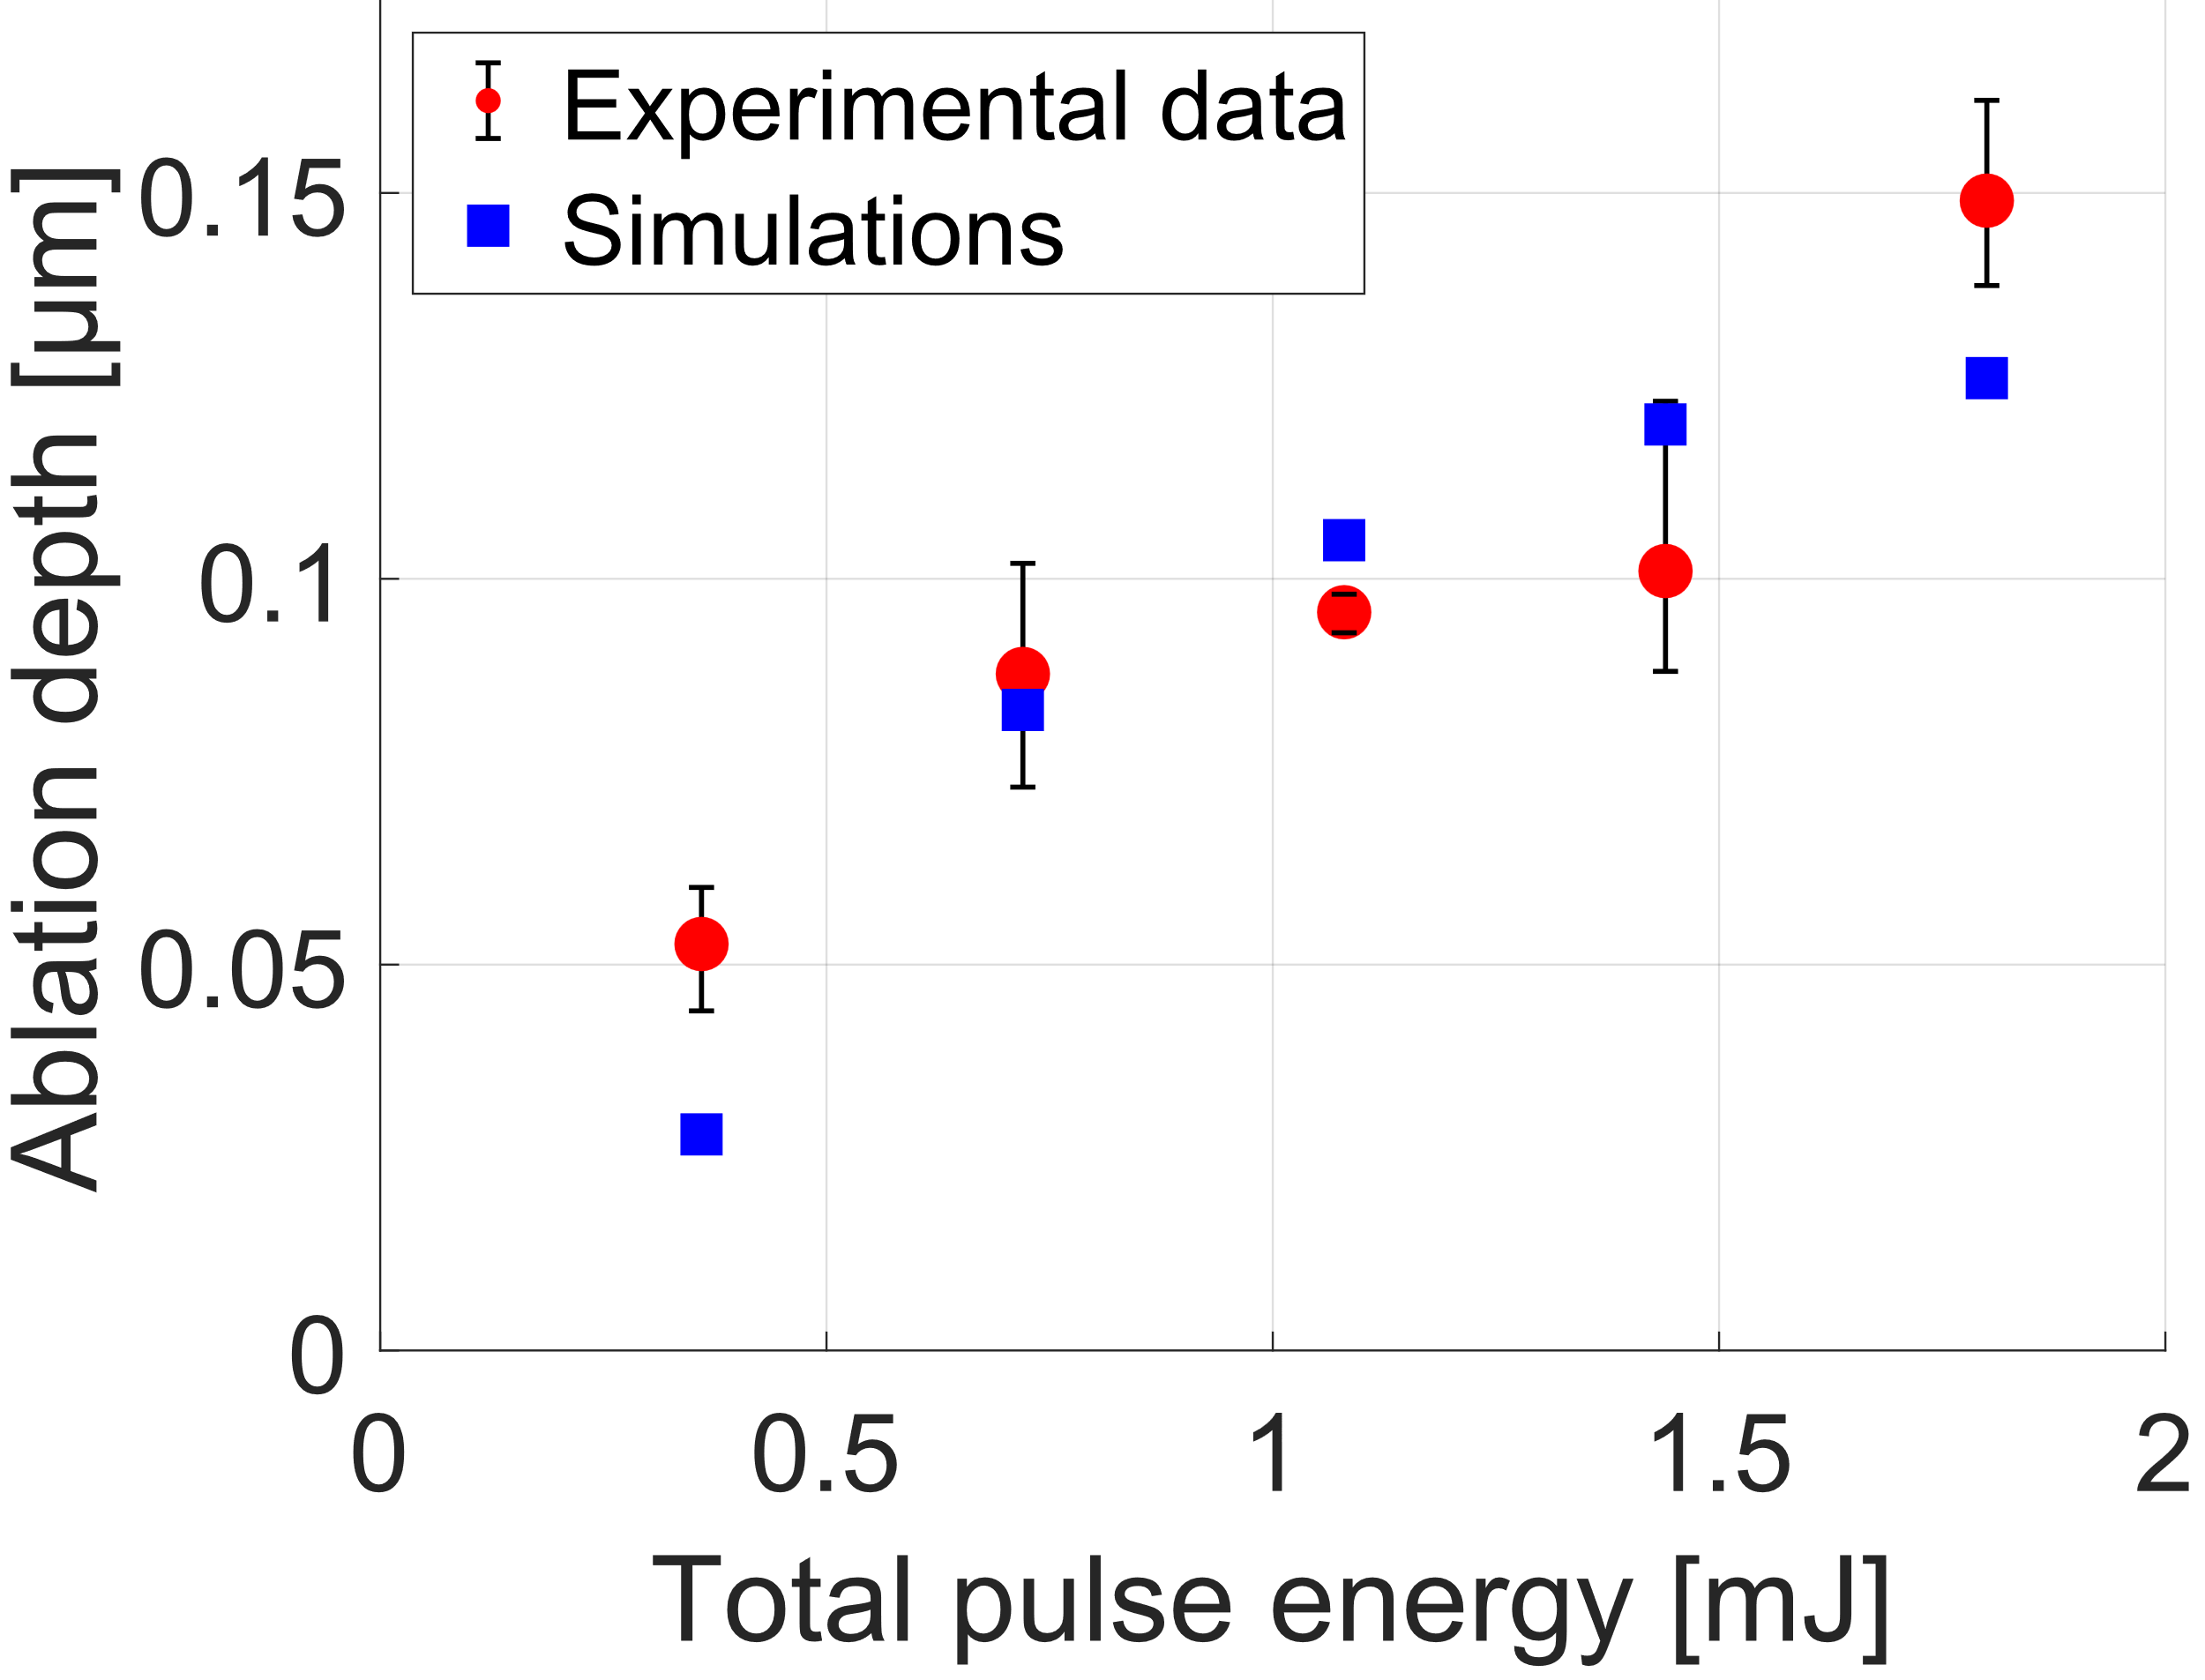 Experimental data
Simulations
Ablation depth [µm]
0.15
0.1
0.05
0
0 0.5 1 1.5 2
Total pulse energy [mJ]